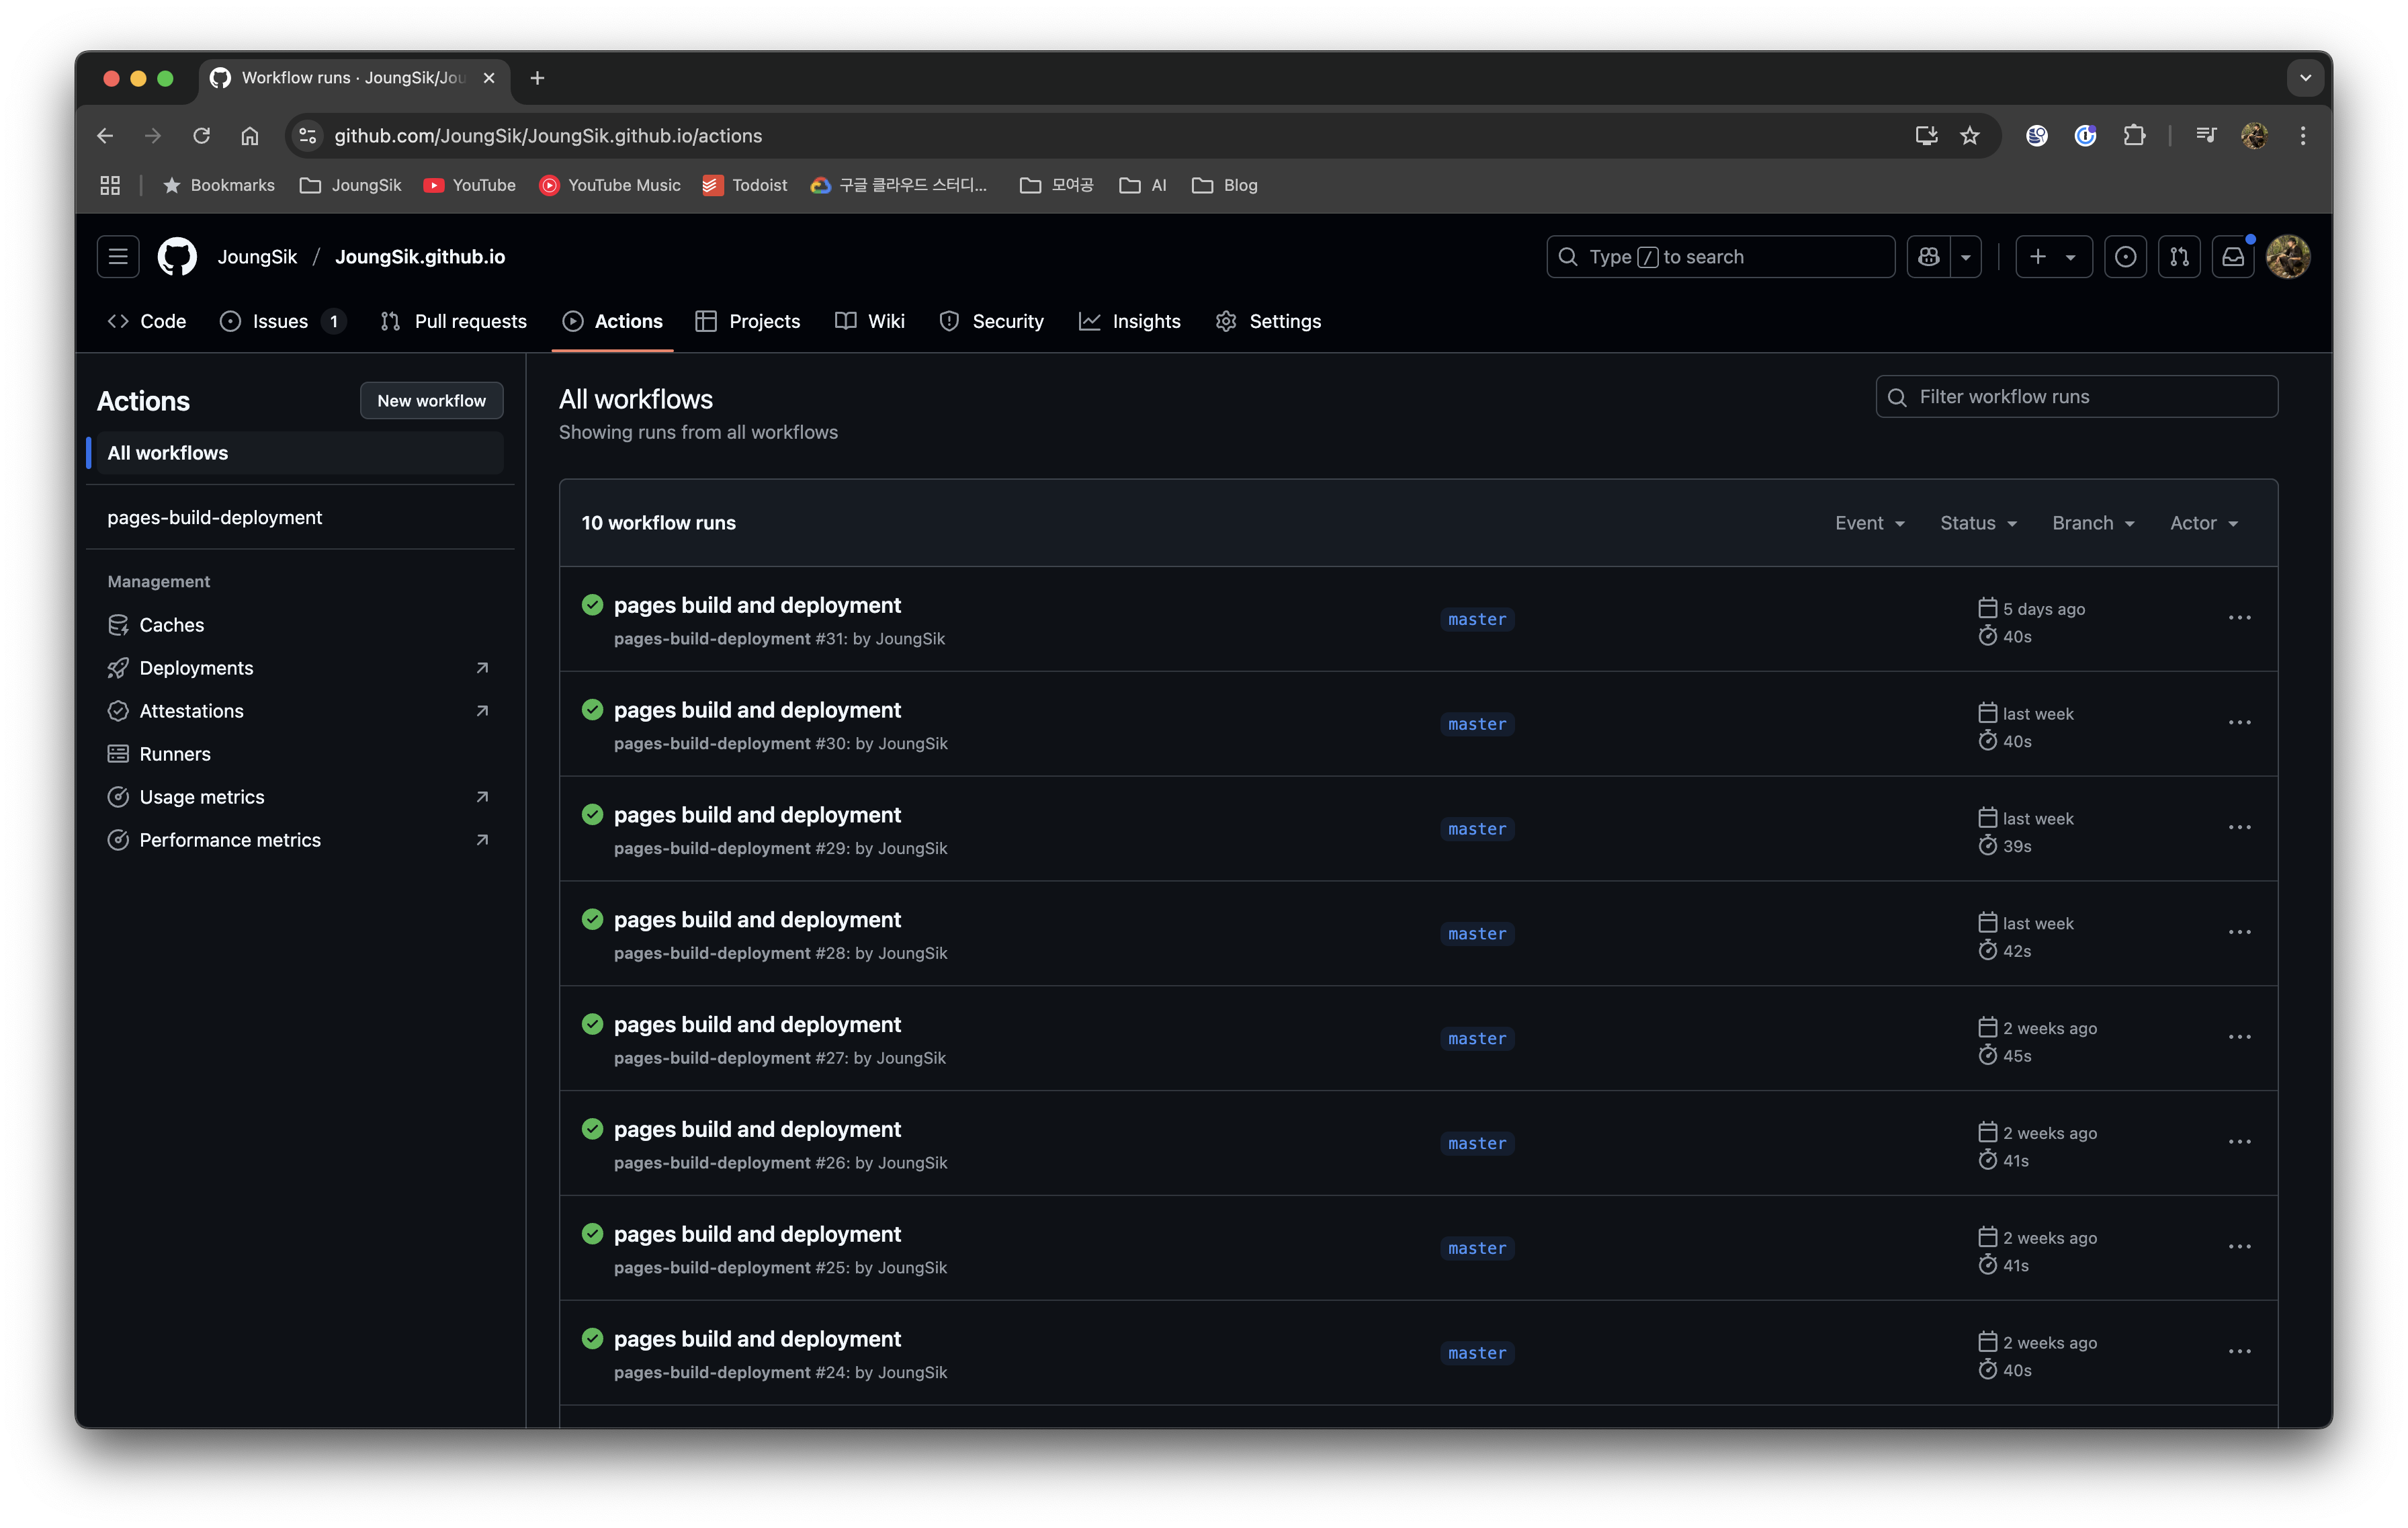 Workflow runs · JoungSik/Jou
github.com/JoungSik/JoungSik.github.io/actions
Bookmarks JoungSik YouTube YouTube Music Todoist 구글 클라우드 스터디... 모여공 AI Blog
JoungSik / JoungSik.github.io
Type / to search
Code Issues 1 Pull requests Actions Projects Wiki Security Insights Settings
Actions
New workflow
All workflows
pages-build-deployment
Management
Caches
Deployments
Attestations
Runners
Usage metrics
Performance metrics
All workflows
Showing runs from all workflows
Filter workflow runs
10 workflow runs
Event Status Branch Actor
pages build and deployment
pages-build-deployment #31: by JoungSik
master
5 days ago
40s
pages build and deployment
pages-build-deployment #30: by JoungSik
master
last week
40s
pages build and deployment
pages-build-deployment #29: by JoungSik
master
last week
39s
pages build and deployment
pages-build-deployment #28: by JoungSik
master
last week
42s
pages build and deployment
pages-build-deployment #27: by JoungSik
master
2 weeks ago
45s
pages build and deployment
pages-build-deployment #26: by JoungSik
master
2 weeks ago
41s
pages build and deployment
pages-build-deployment #25: by JoungSik
master
2 weeks ago
41s
pages build and deployment
pages-build-deployment #24: by JoungSik
master
2 weeks ago
40s